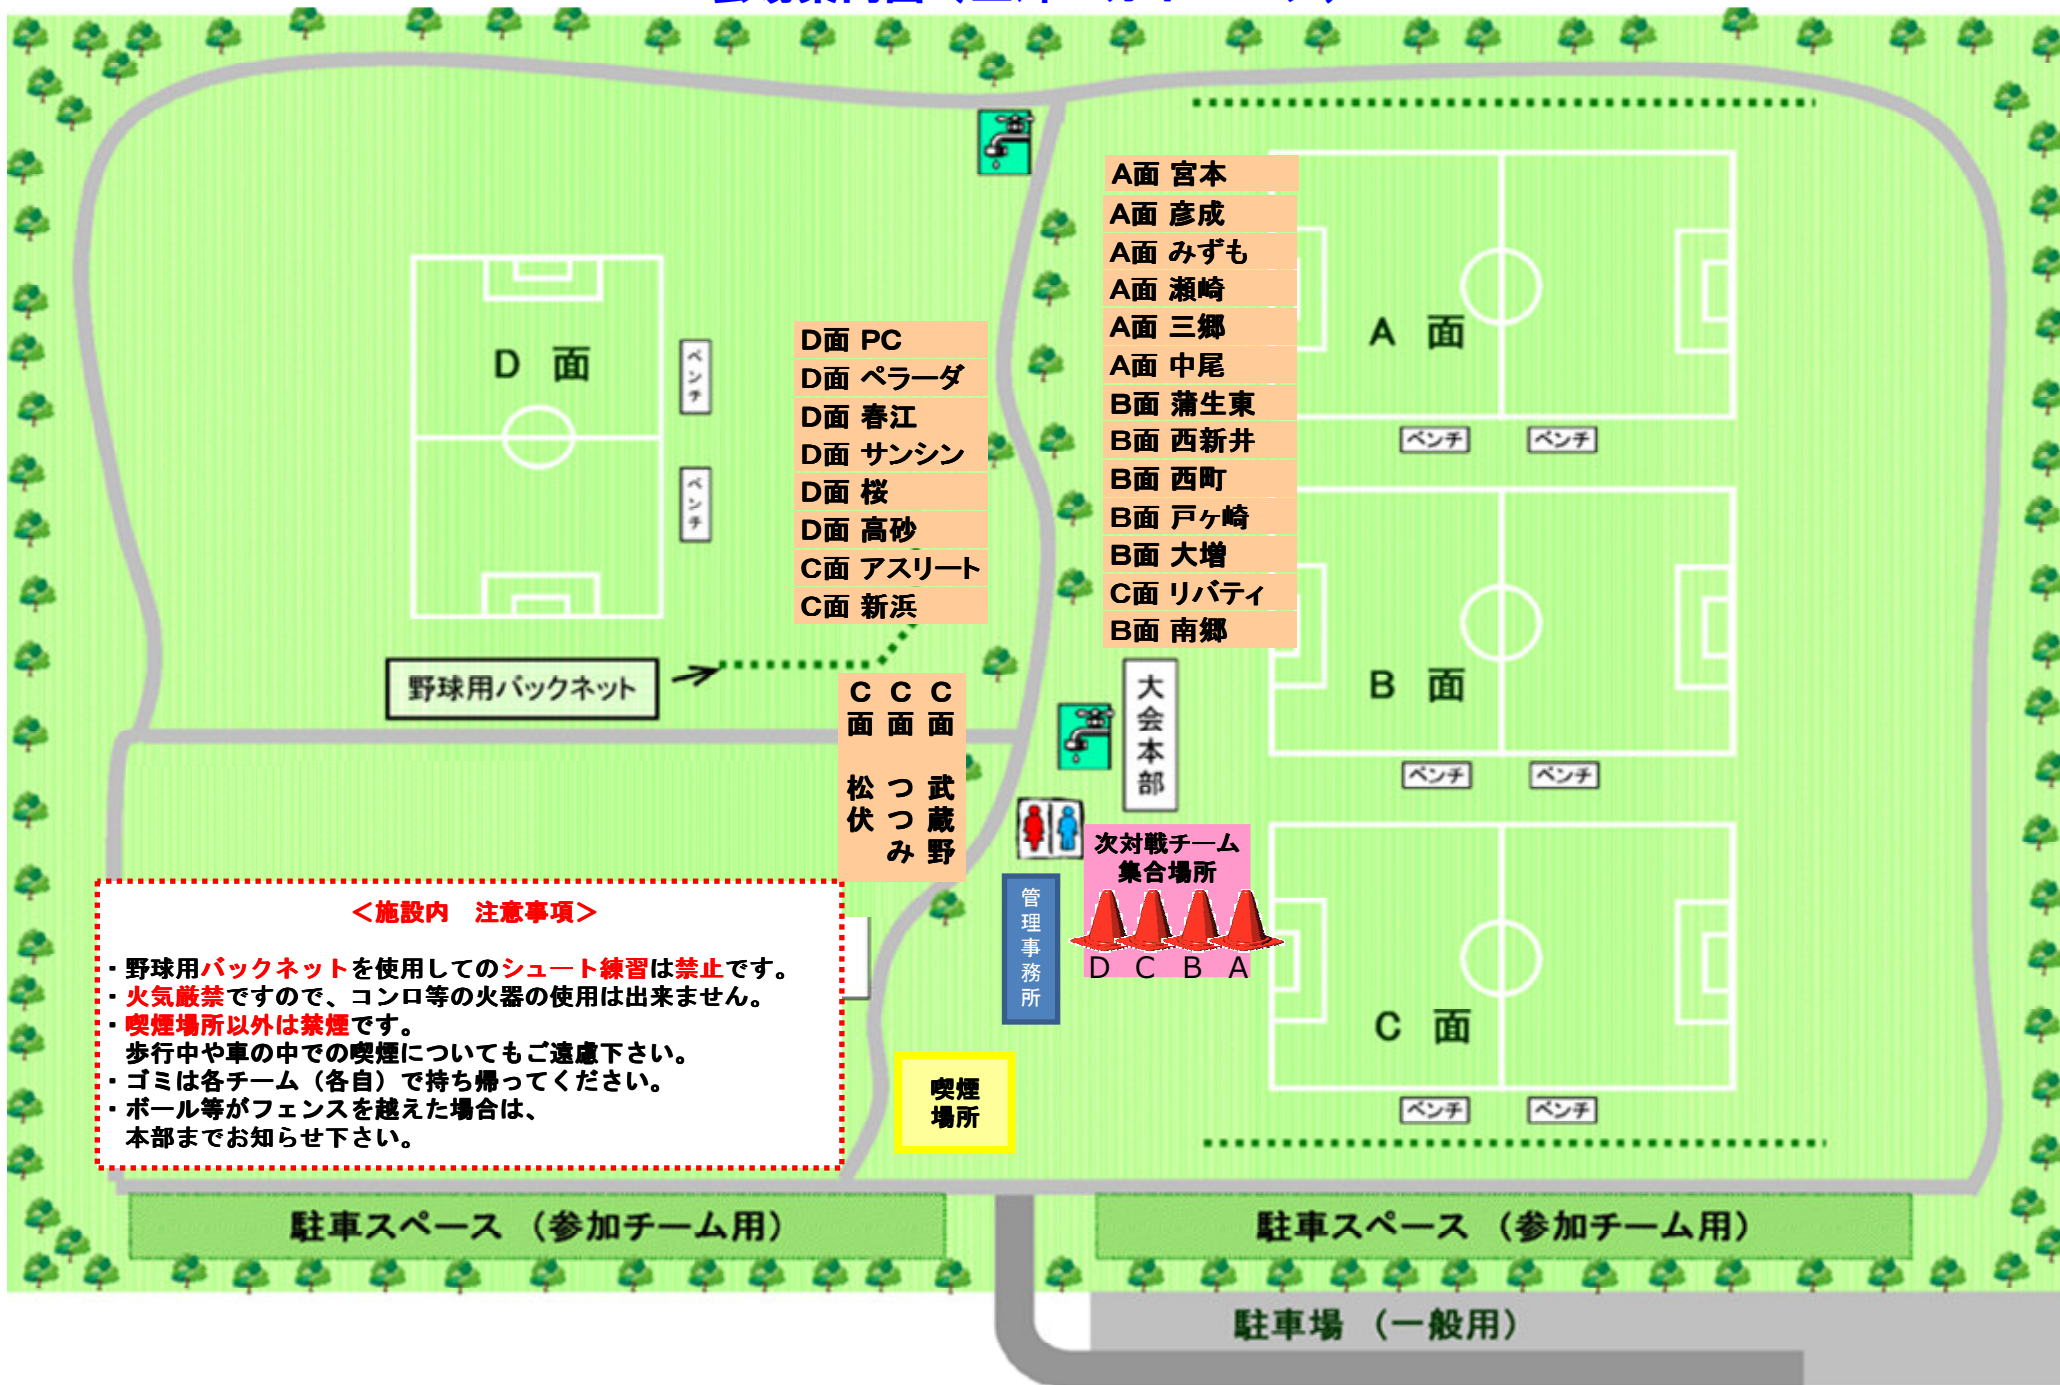 A面 宮本
A面 彦成
A面 みずも
A面 瀬崎
A面 三郷
A面 中尾
B面 蒲生東
B面 西新井
B面 西町
B面 戸ヶ崎
B面 大増
C面 リバティ
B面 南郷
D面 PC
D面 ペラーダ
D面 春江
D面 サンシン
D面 桜
D面 高砂
C面 アスリート
C面 新浜
D 面
ベンチ
ベンチ
A 面
ベンチ
ベンチ
B 面
ベンチ
ベンチ
C 面
ベンチ
ベンチ
野球用バックネット
C面 武蔵野
C面 つつみ
C面 松伏
大会本部
次対戦チーム
集合場所
D C B A
管理事務所
喫煙
場所
＜施設内　注意事項＞
・野球用バックネットを使用してのシュート練習は禁止です。
・火気厳禁ですので、コンロ等の火器の使用は出来ません。
・喫煙場所以外は禁煙です。
歩行中や車の中での喫煙についてもご遠慮下さい。
・ゴミは各チーム（各自）で持ち帰ってください。
・ボール等がフェンスを越えた場合は、
本部までお知らせ下さい。
駐車スペース（参加チーム用）
駐車スペース（参加チーム用）
駐車場（一般用）